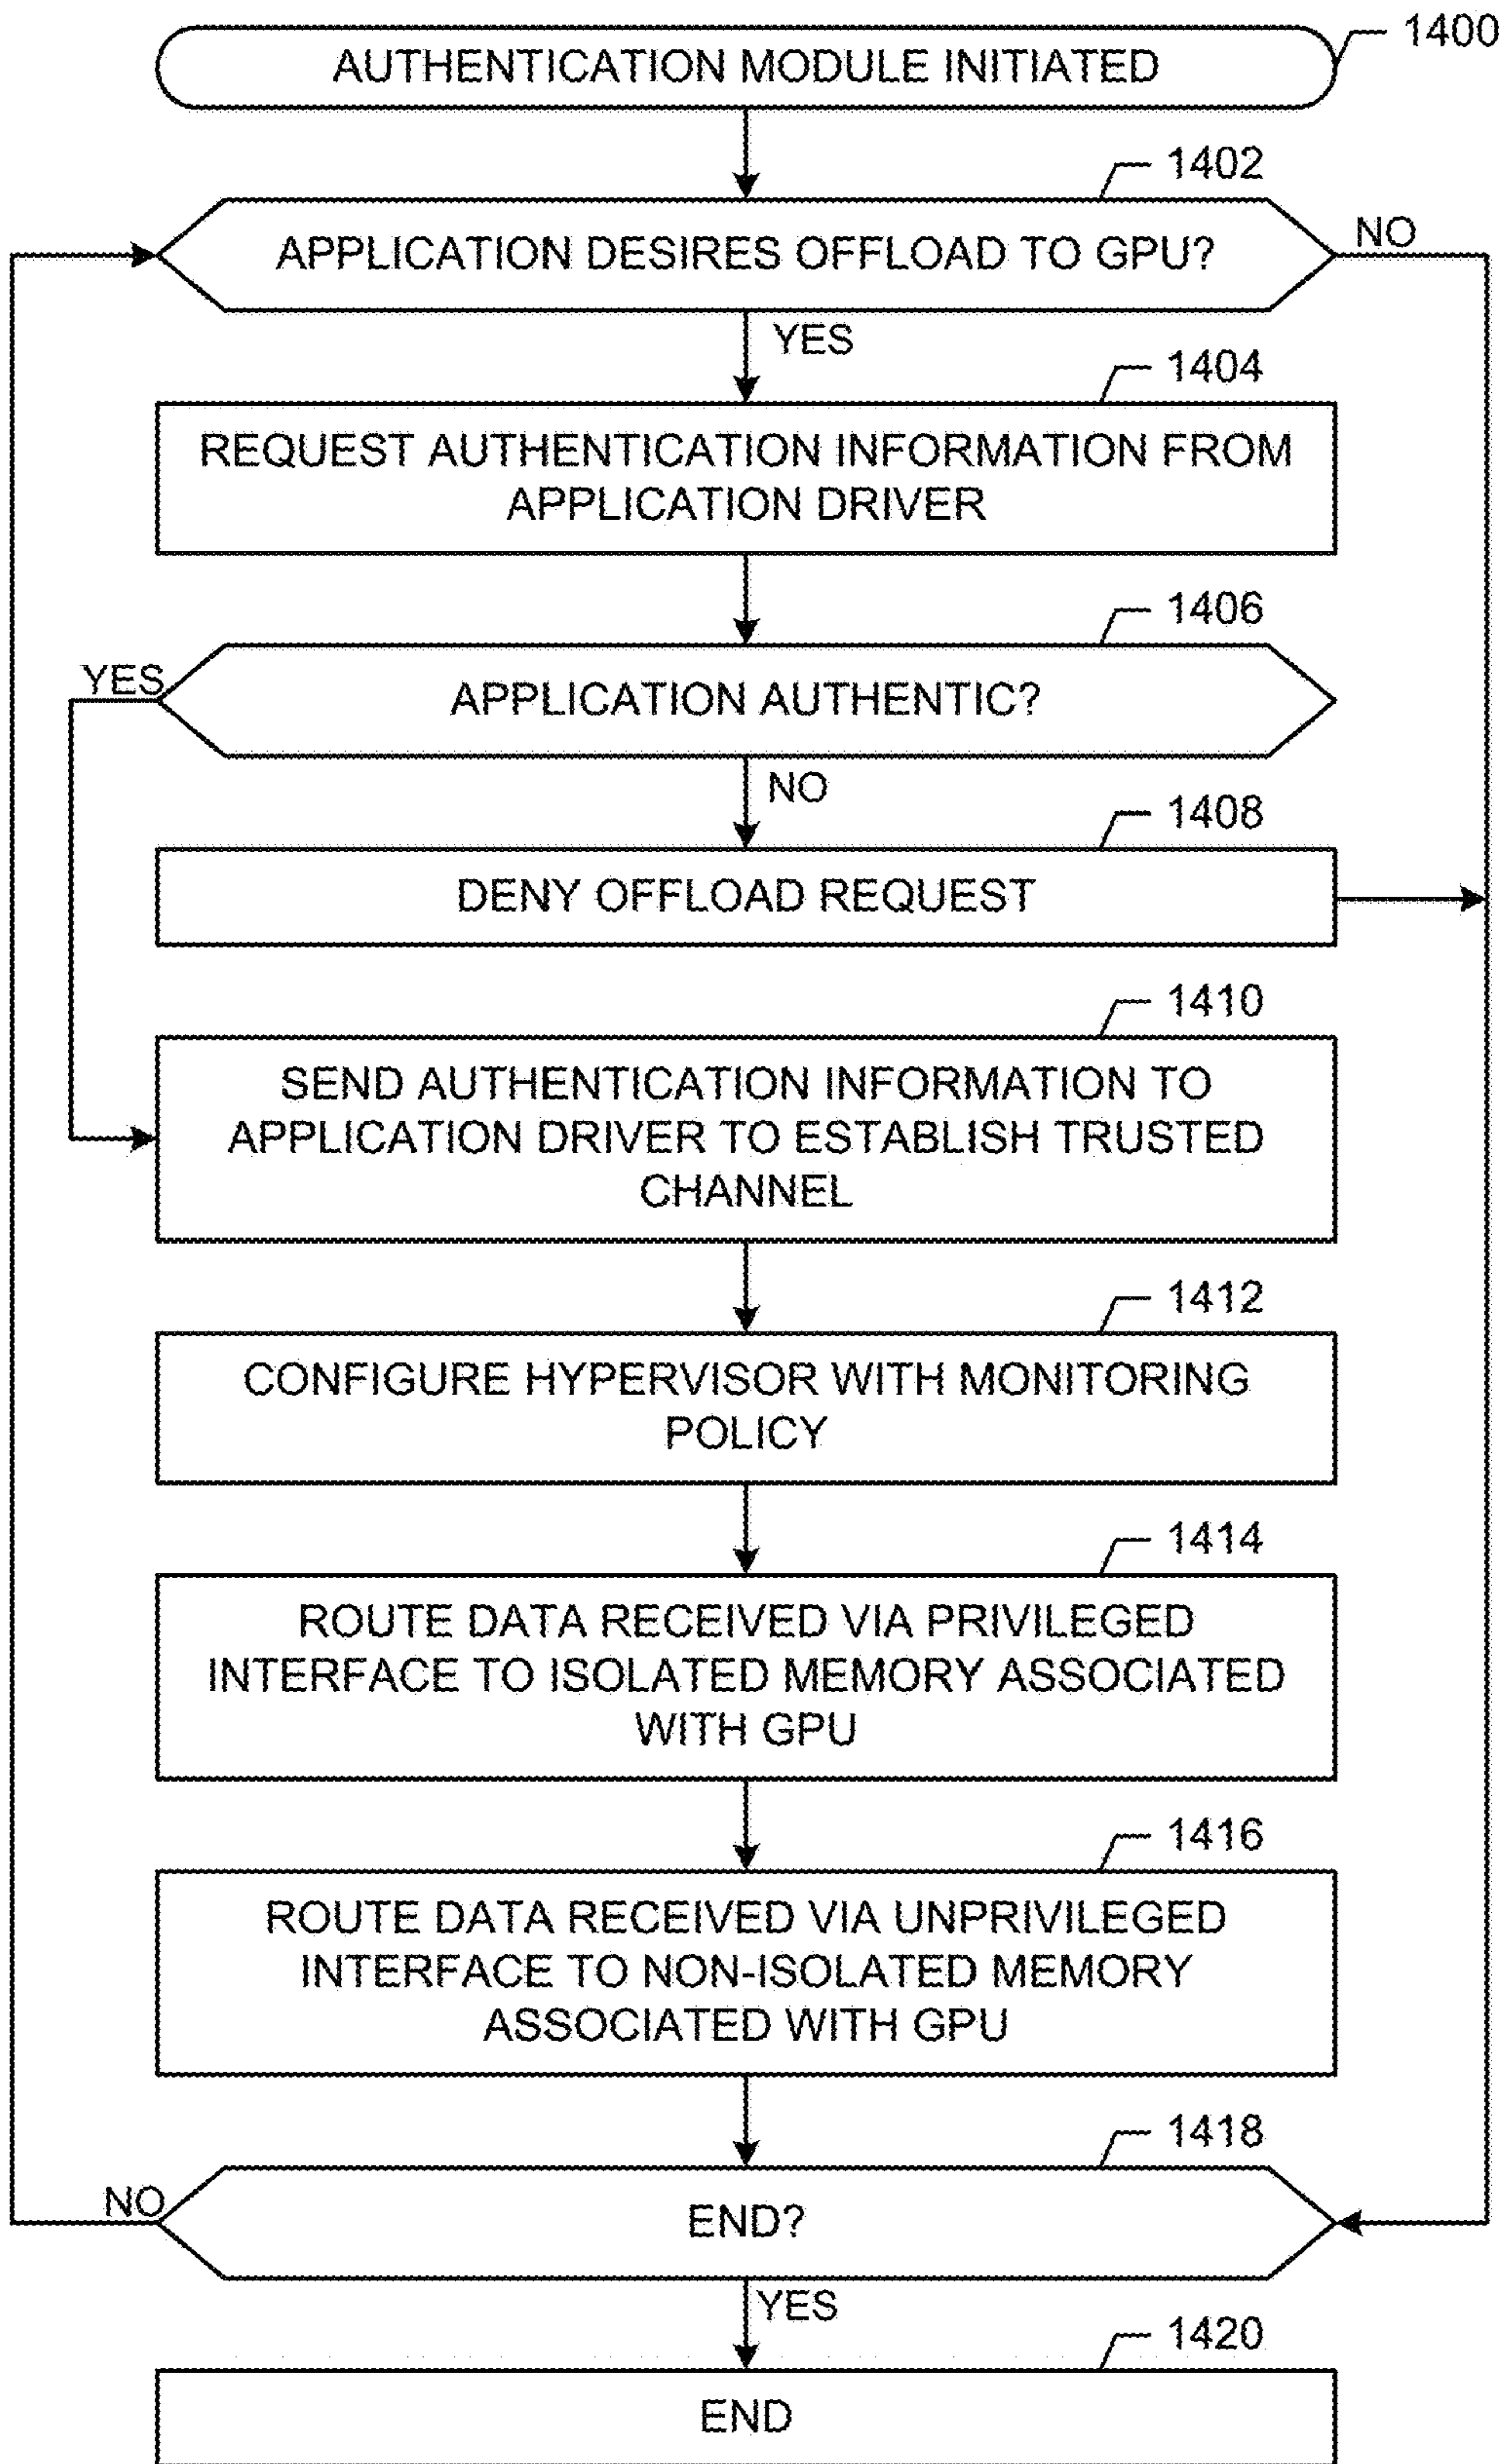 1400
AUTHENTICATION MODULE INITIATED
1402
APPLICATION DESIRES OFFLOAD TO GPU?
NO
YES
1404
REQUEST AUTHENTICATION INFORMATION FROM
APPLICATION DRIVER
1406
YES
APPLICATION AUTHENTIC?
NO
1408
DENY OFFLOAD REQUEST
1410
SEND AUTHENTICATION INFORMATION TO
APPLICATION DRIVER TO ESTABLISH TRUSTED
CHANNEL
1412
CONFIGURE HYPERVISOR WITH MONITORING
POLICY
1414
ROUTE DATA RECEIVED VIA PRIVILEGED
INTERFACE TO ISOLATED MEMORY ASSOCIATED
WITH GPU
1416
ROUTE DATA RECEIVED VIA UNPRIVILEGED
INTERFACE TO NON-ISOLATED MEMORY
ASSOCIATED WITH GPU
1418
NO
END?
YES
1420
END